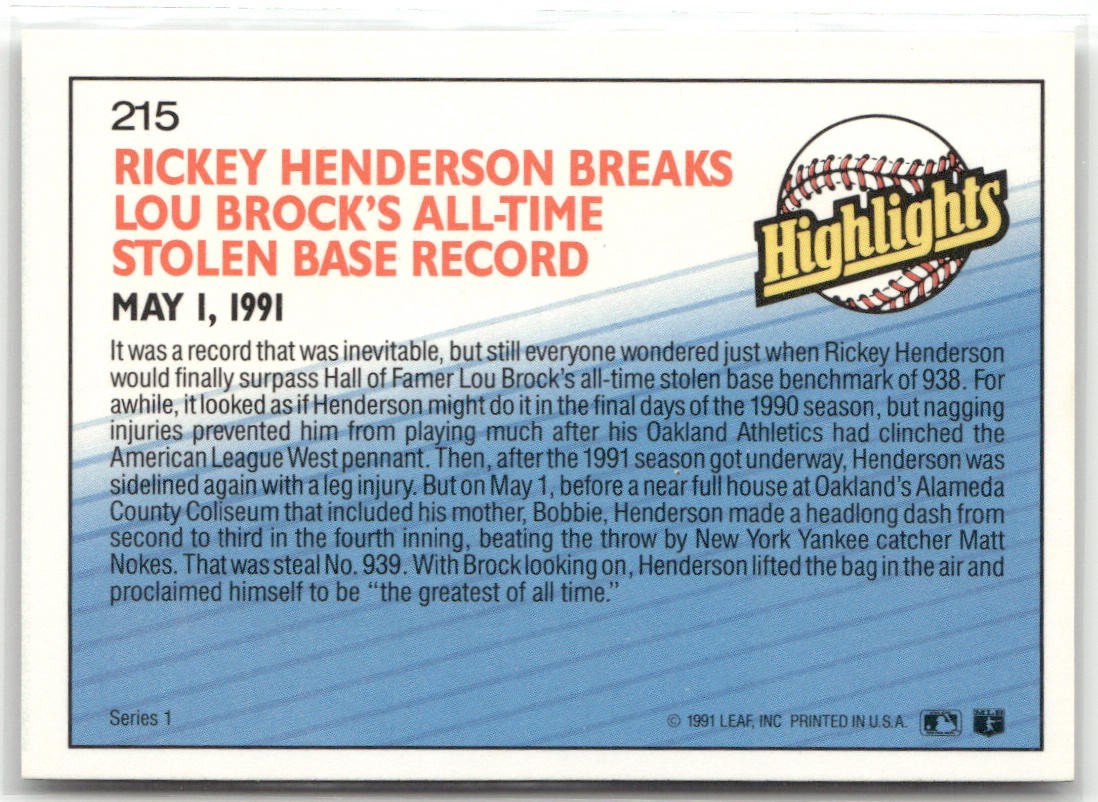 215
RICKEY HENDERSON BREAKS
LOU BROCK'S ALL-TIME
STOLEN BASE RECORD
MAY 1, 1991
Highlights
It was a record that was inevitable, but still everyone wondered just when Rickey Henderson
would finally surpass Hall of Famer Lou Brock's all-time stolen base benchmark of 938. For
awhile, it looked as if Henderson might do it in the final days of the 1990 season, but nagging
injuries prevented him from playing much after his Oakland Athletics had clinched the
American League West pennant. Then, after the 1991 season got underway, Henderson was
sidelined again with a leg injury. But on May 1, before a near full house at Oakland's Alameda
County Coliseum that included his mother, Bobbie, Henderson made a headlong dash from
second to third in the fourth inning, beating the throw by New York Yankee catcher Matt
Nokes. That was steal No. 939. With Brock looking on, Henderson lifted the bag in the air and
proclaimed himself to be “the greatest of all time.”
Series 1
© 1991 LEAF, INC PRINTED IN U.S.A.
MLB